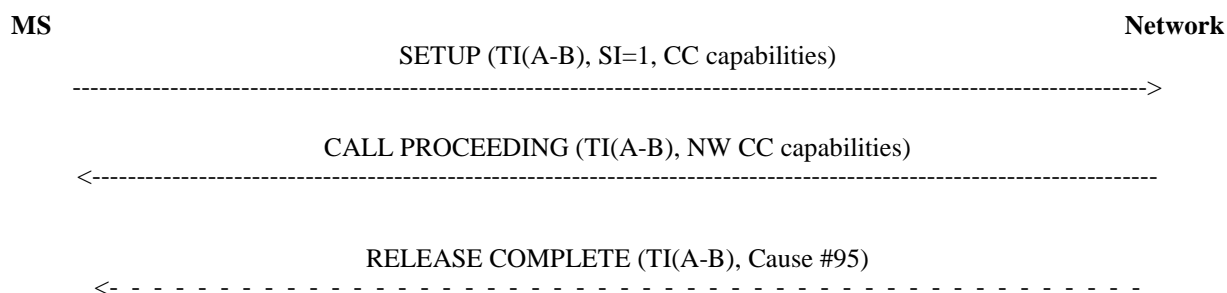 MS Network
SETUP (TI(A-B), SI=1, CC capabilities)
CALL PROCEEDING (TI(A-B), NW CC capabilities)
RELEASE COMPLETE (TI(A-B), Cause #95)